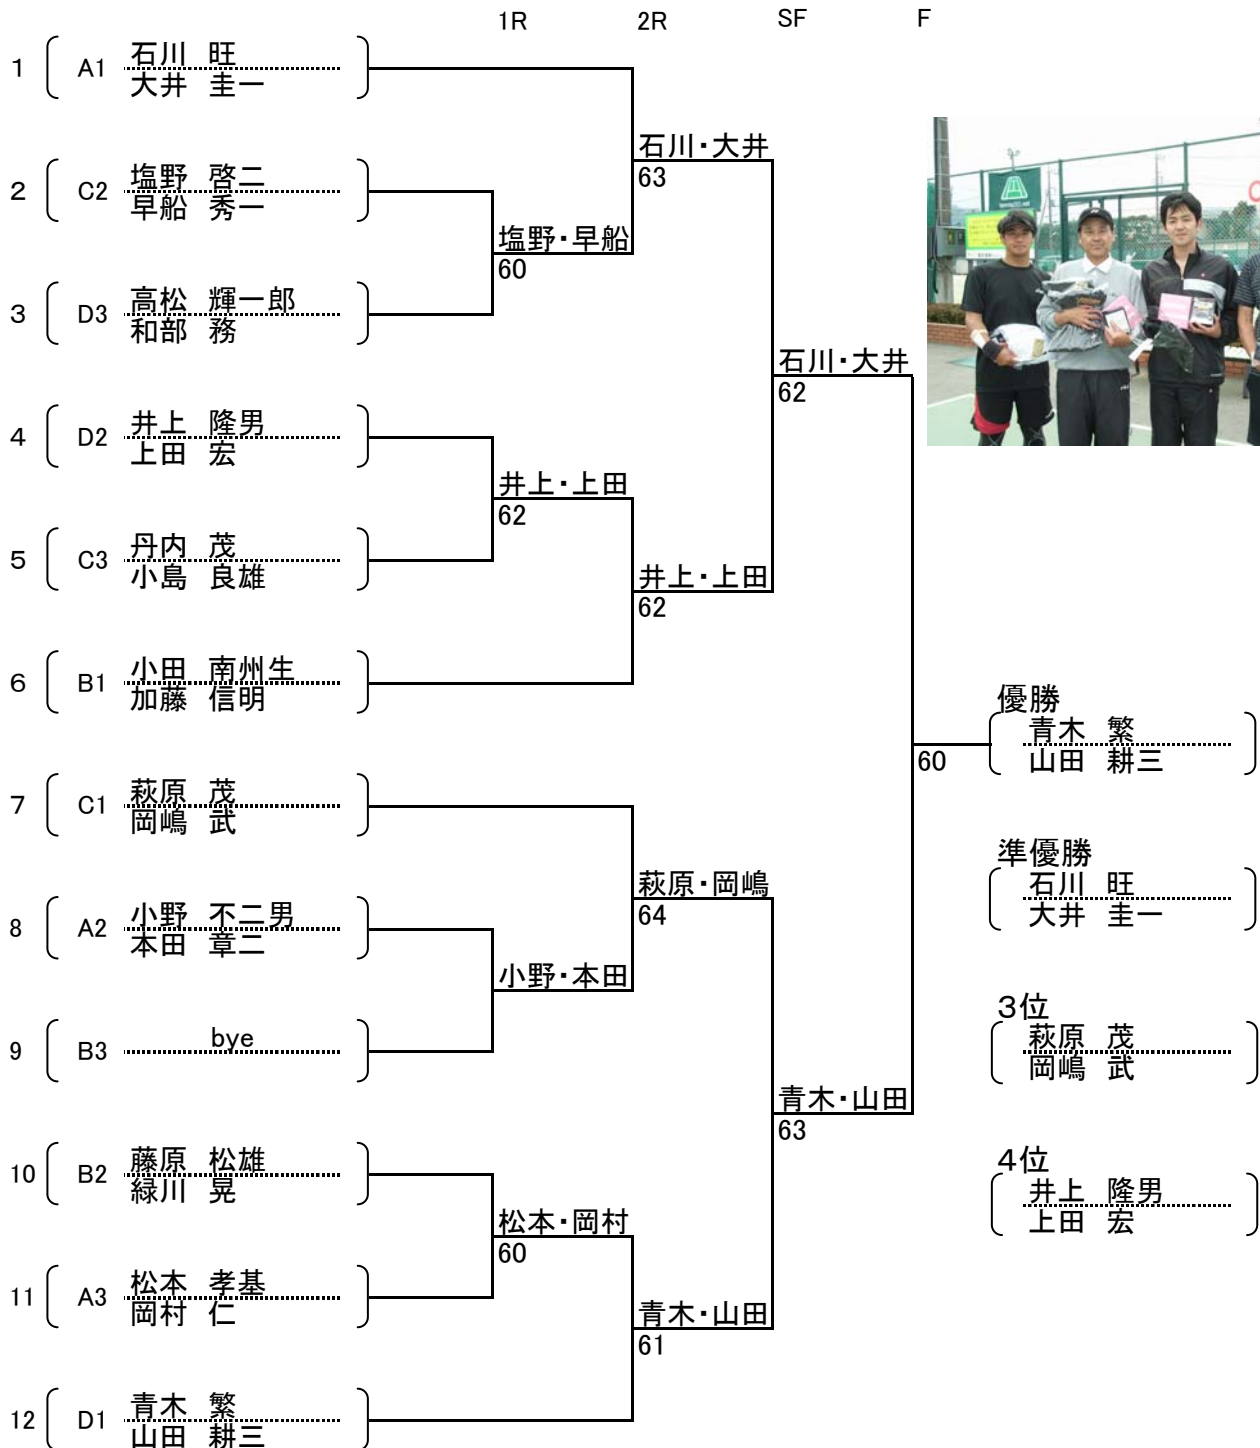 1R 2R SF F
1 A1 石川 旺
大井 圭一
石川・大井
63
2 C2 塩野 啓二
早船 秀一
塩野・早船
60
3 D3 高松 輝一郎
和部 務
石川・大井
62
4 D2 井上 隆男
上田 宏
井上・上田
62
5 C3 丹内 茂
小島 良雄
井上・上田
62
6 B1 小田 南州生
加藤 信明
優勝
青木 繁
山田 耕三
60
7 C1 萩原 茂
岡嶋 武
準優勝
石川 旺
大井 圭一
萩原・岡嶋
64
8 A2 小野 不二男
本田 章二
小野・本田
3位
萩原 茂
岡嶋 武
9 B3 bye
青木・山田
63
10 B2 藤原 松雄
緑川 晃
4位
井上 隆男
上田 宏
松本・岡村
60
11 A3 松本 孝基
岡村 仁
青木・山田
61
12 D1 青木 繁
山田 耕三